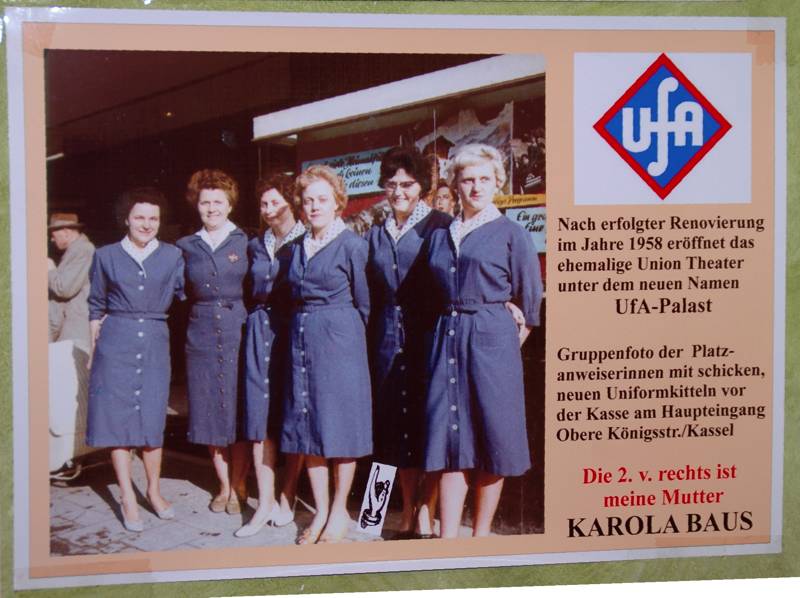 UfA
Nach erfolgter Renovierung
im Jahre 1958 eröffnet das
ehemalige Union Theater
unter dem neuen Namen
UfA-Palast
Gruppenfoto der Platz-
anweiserinnen mit schicken,
neuen Uniformkitteln vor
der Kasse am Haupteingang
Obere Königsstr./Kassel
Die 2. v. rechts ist
meine Mutter
KAROLA BAUS